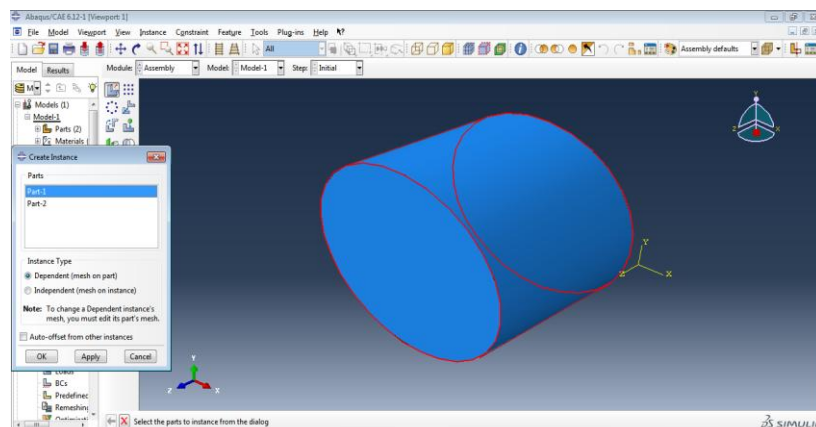 Abaqus/CAE 6.12-1 [Viewport: 1]
File Model Viewport View Instance Constraint Feature Tools Plug-ins Help
All
Assembly defaults
Model Results
Module: Assembly Model: Model-1 Step: Initial
Models (1)
Model-1
Parts (2)
Materials (
Create Instance
Parts
Part-1
Part-2
Instance Type
Dependent (mesh on part)
Independent (mesh on instance)
Note: To change a Dependent instance's
mesh, you must edit its part's mesh.
Auto-offset from other instances
OK Apply Cancel
BCs
Predefined
Remeshing
Select the parts to instance from the dialog
Y
Z
X
Y
Z
X
Y
Z
X
SIMULI